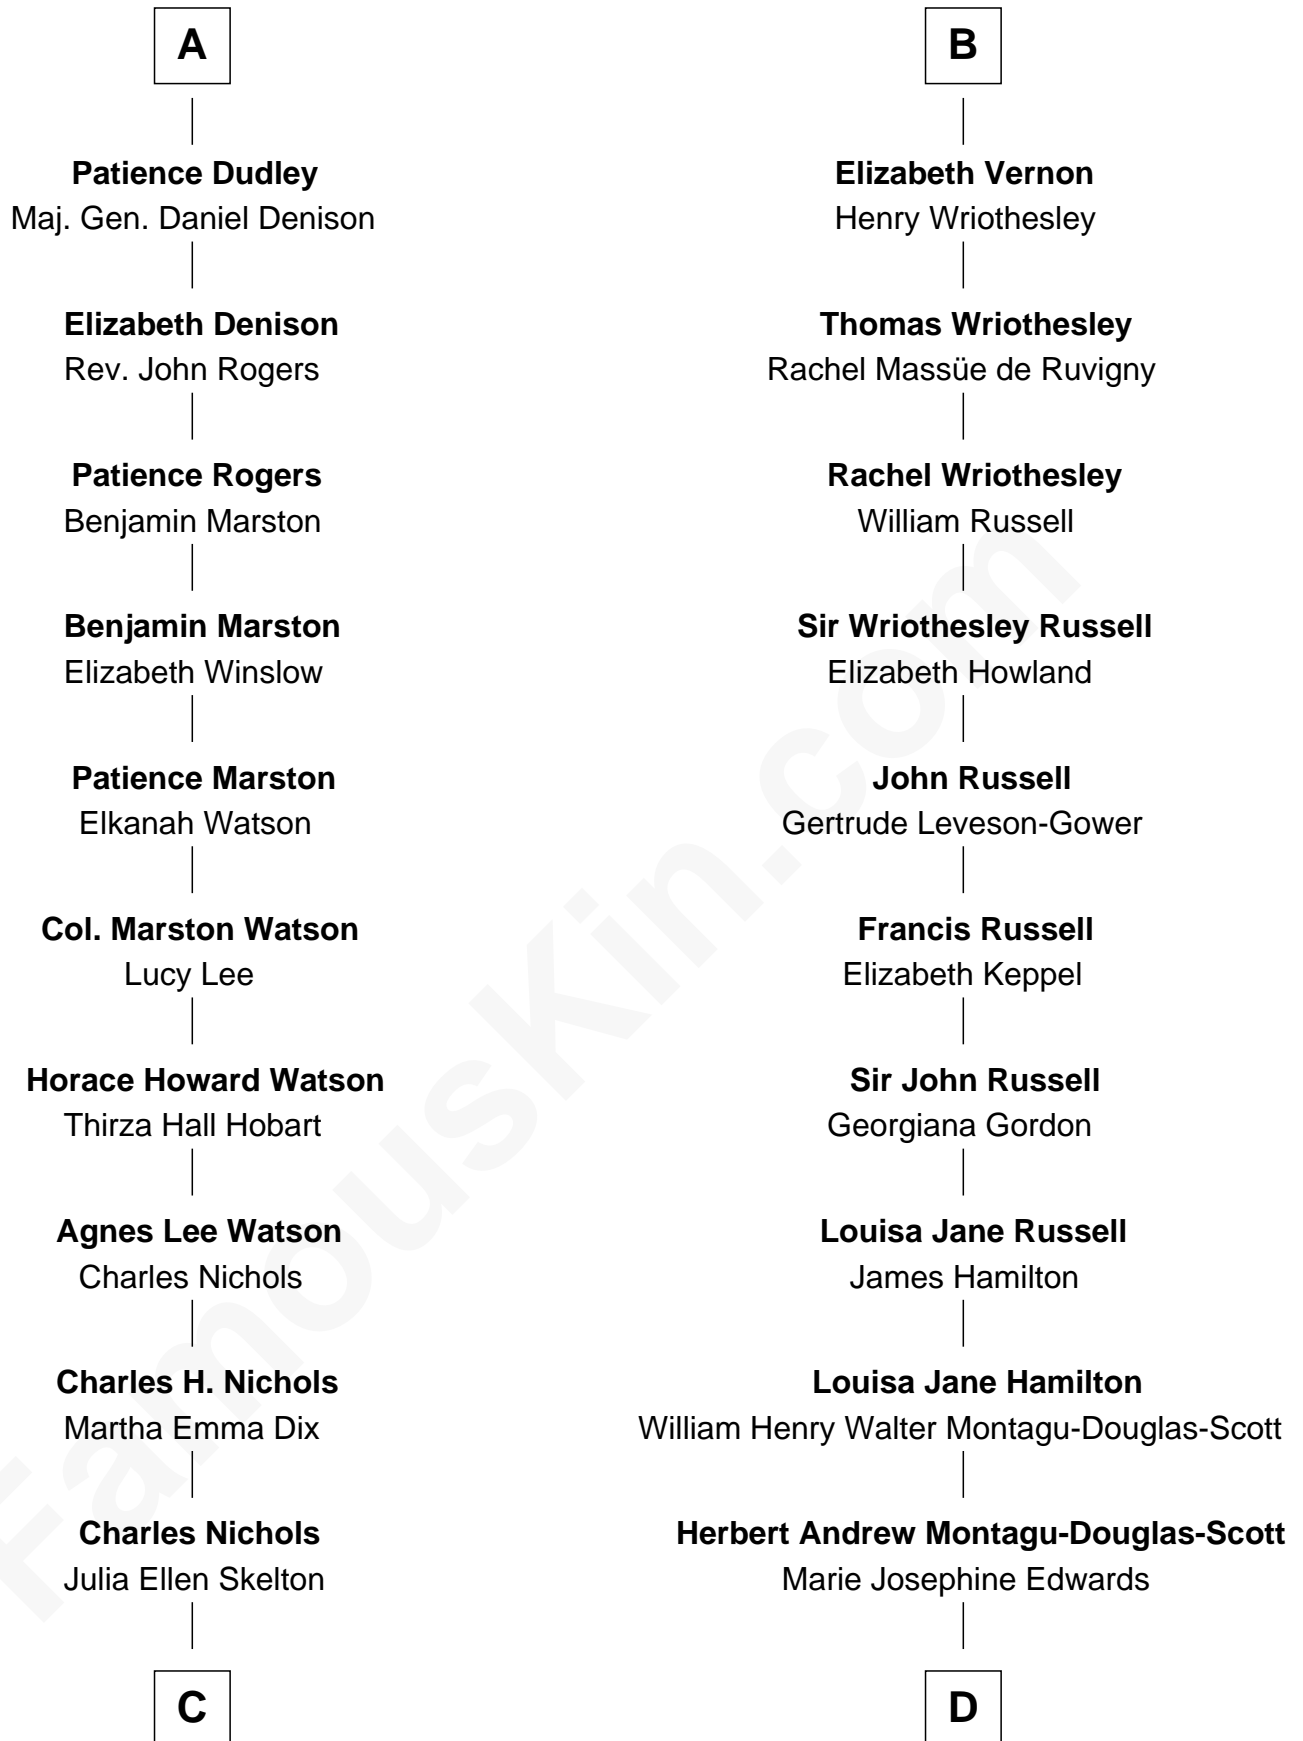 A
Patience Dudley
Maj. Gen. Daniel Denison
Elizabeth Denison
Rev. John Rogers
Patience Rogers
Benjamin Marston
Benjamin Marston
Elizabeth Winslow
Patience Marston
Elkanah Watson
Col. Marston Watson
Lucy Lee
Horace Howard Watson
Thirza Hall Hobart
Agnes Lee Watson
Charles Nichols
Charles H. Nichols
Martha Emma Dix
Charles Nichols
Julia Ellen Skelton
C
B
Elizabeth Vernon
Henry Wriothesley
Thomas Wriothesley
Rachel Massüe de Ruvigny
Rachel Wriothesley
William Russell
Sir Wriothesley Russell
Elizabeth Howland
John Russell
Gertrude Leveson-Gower
Francis Russell
Elizabeth Keppel
Sir John Russell
Georgiana Gordon
Louisa Jane Russell
James Hamilton
Louisa Jane Hamilton
William Henry Walter Montagu-Douglas-Scott
Herbert Andrew Montagu-Douglas-Scott
Marie Josephine Edwards
D
FamousKin.com